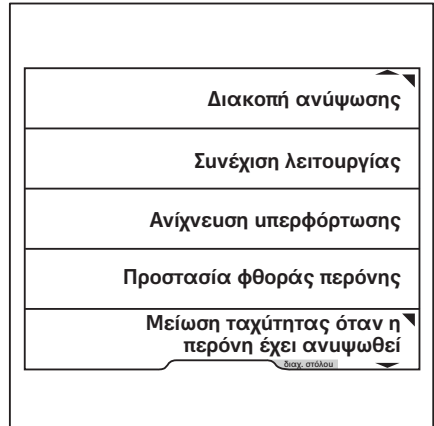 Διακοπή ανύψωσης
Συνέχιση λειτουργίας
Ανίχνευση υπερφόρτωσης
Προστασία φθοράς περόνης
Μείωση ταχύτητας όταν η
περόνη έχει ανυψωθεί
διαχ. στόλου